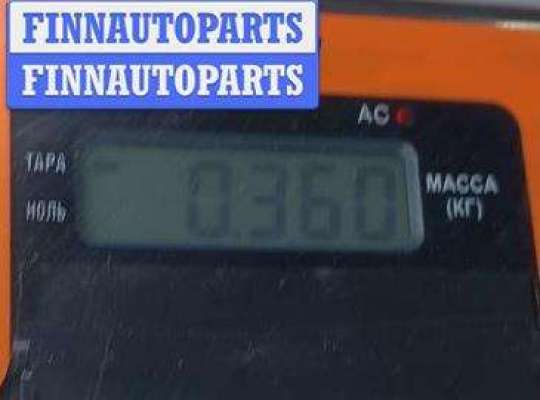 FINNAUTOPARTS
FINNAUTOPARTS
AC
ТАРА
0.360
МАССА
НОЛЬ
(КГ)